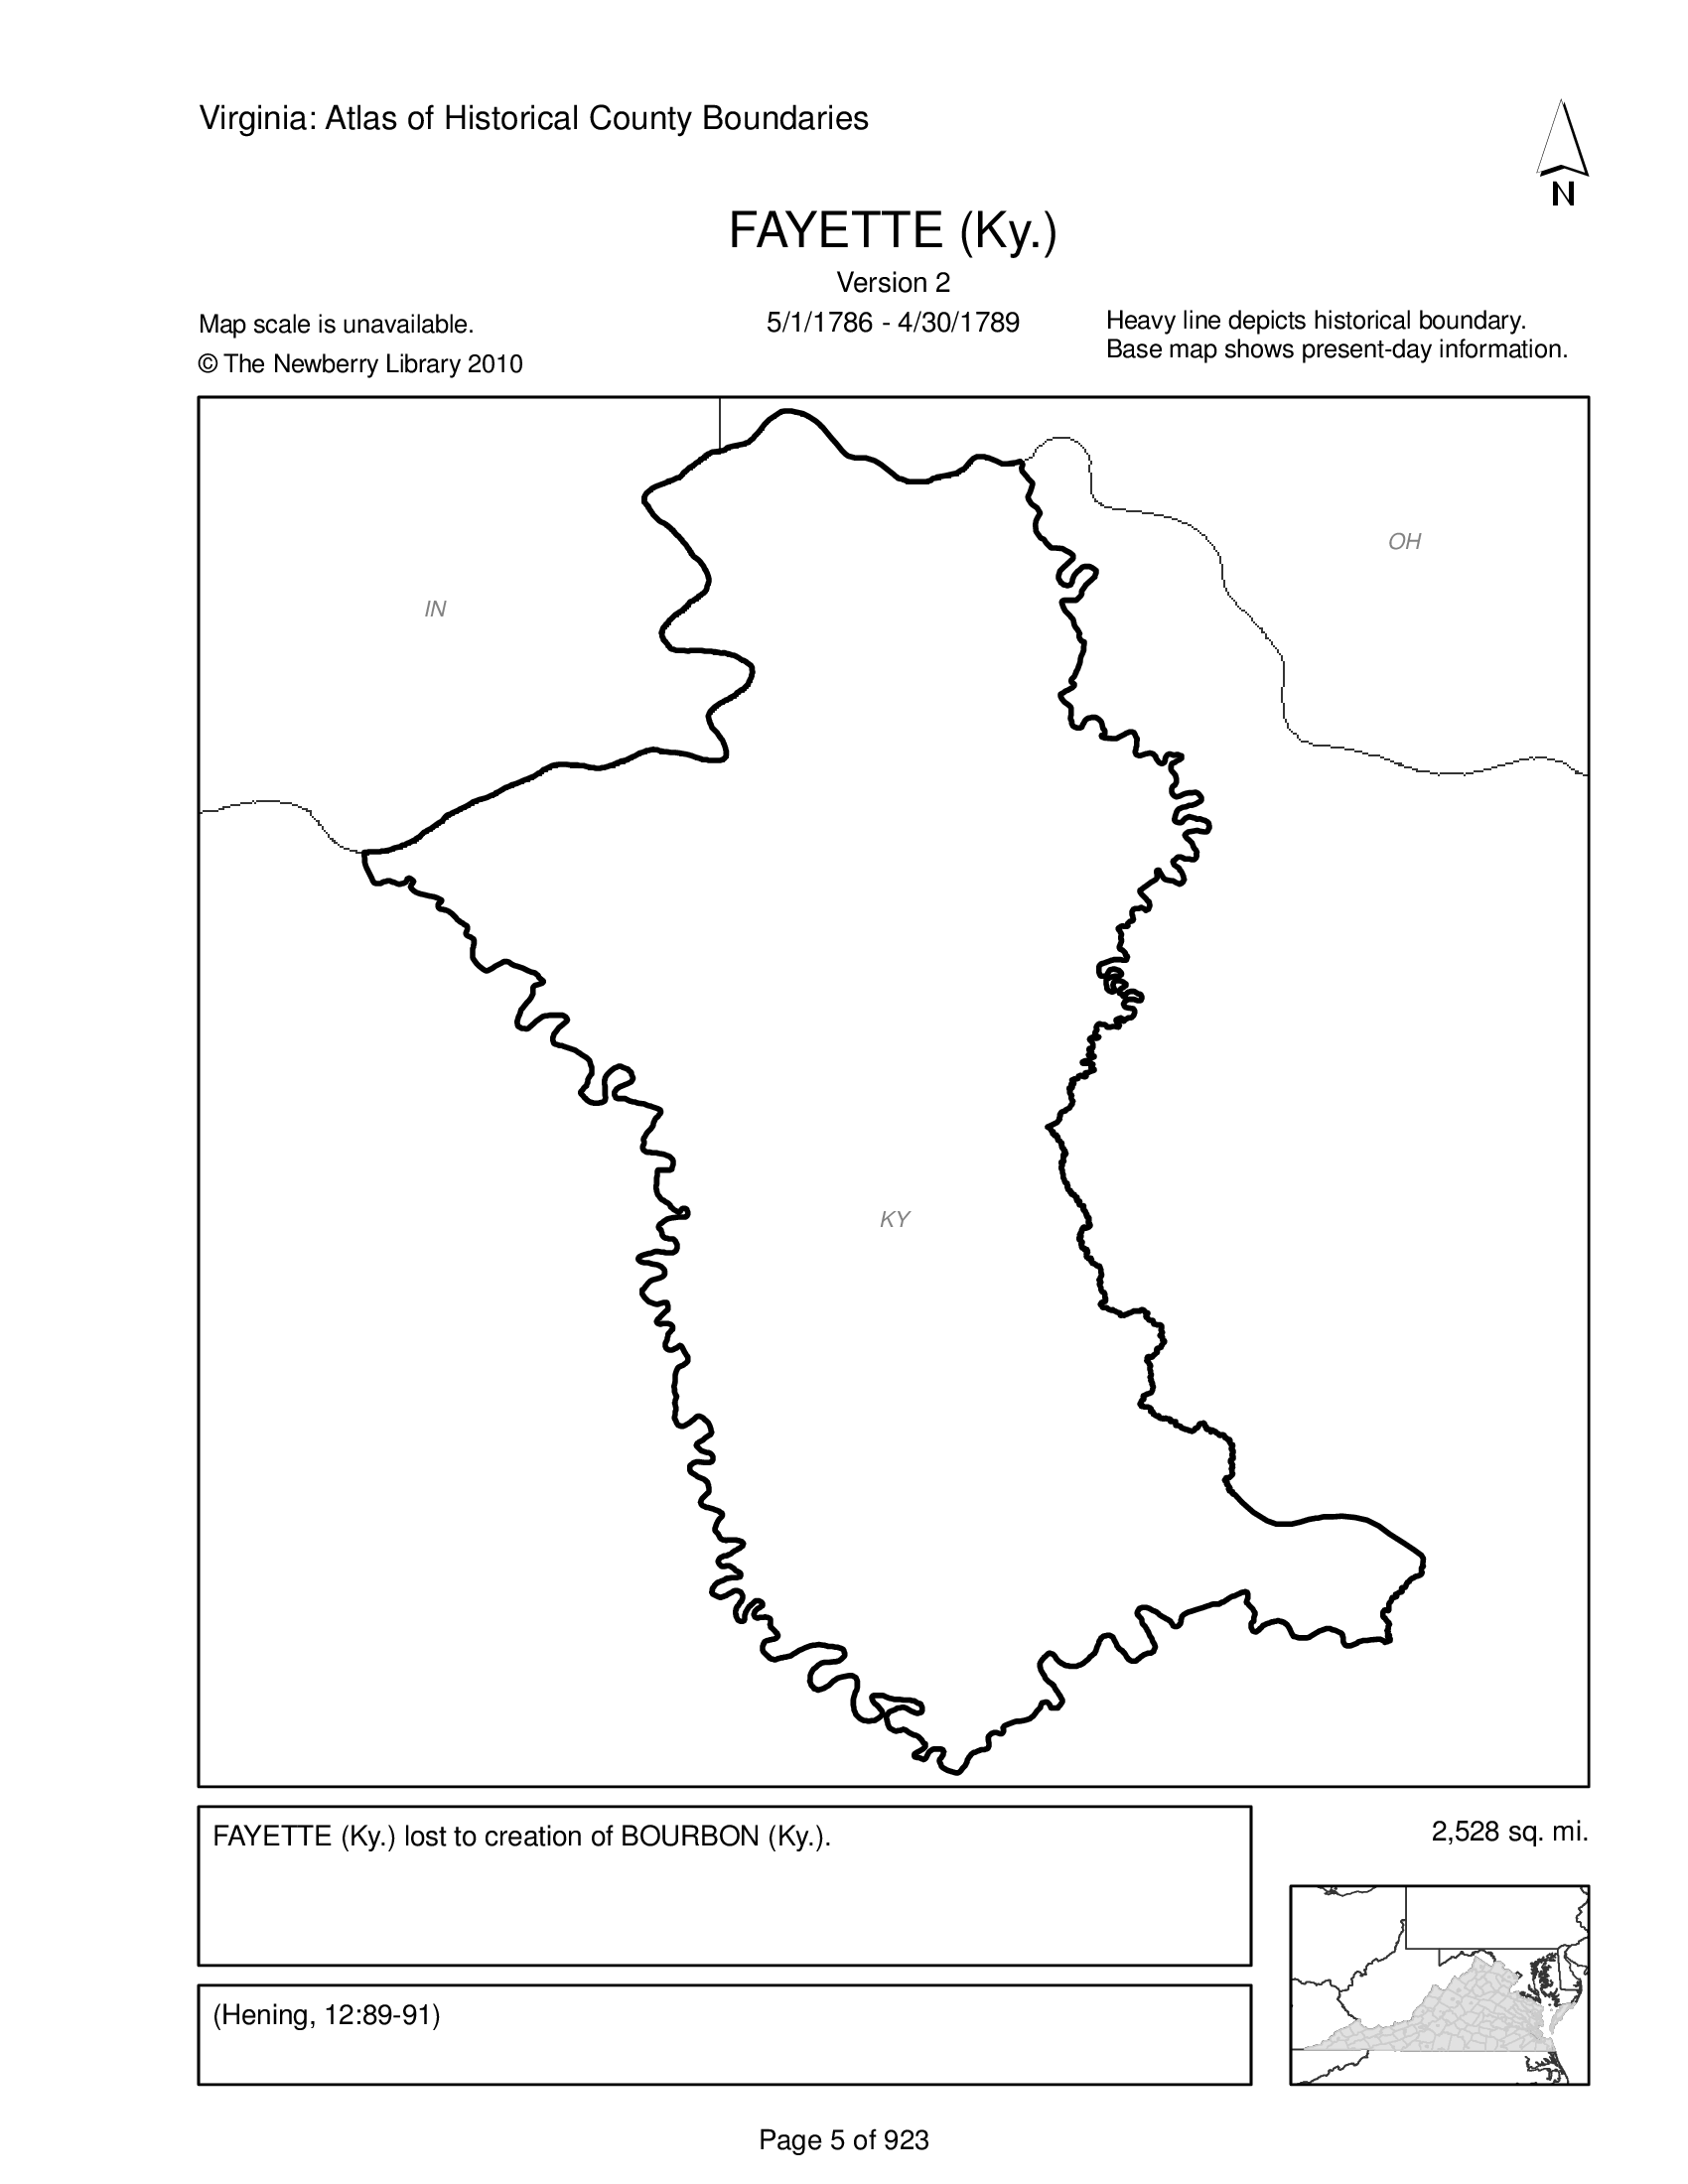 Virginia: Atlas of Historical County Boundaries
N
FAYETTE (Ky.)
Version 2
Map scale is unavailable.
5/1/1786 - 4/30/1789
Heavy line depicts historical boundary.
© The Newberry Library 2010
Base map shows present-day information.
OH
IN
KY
FAYETTE (Ky.) lost to creation of BOURBON (Ky.).
2,528 sq. mi.
(Hening, 12:89-91)
Page 5 of 923